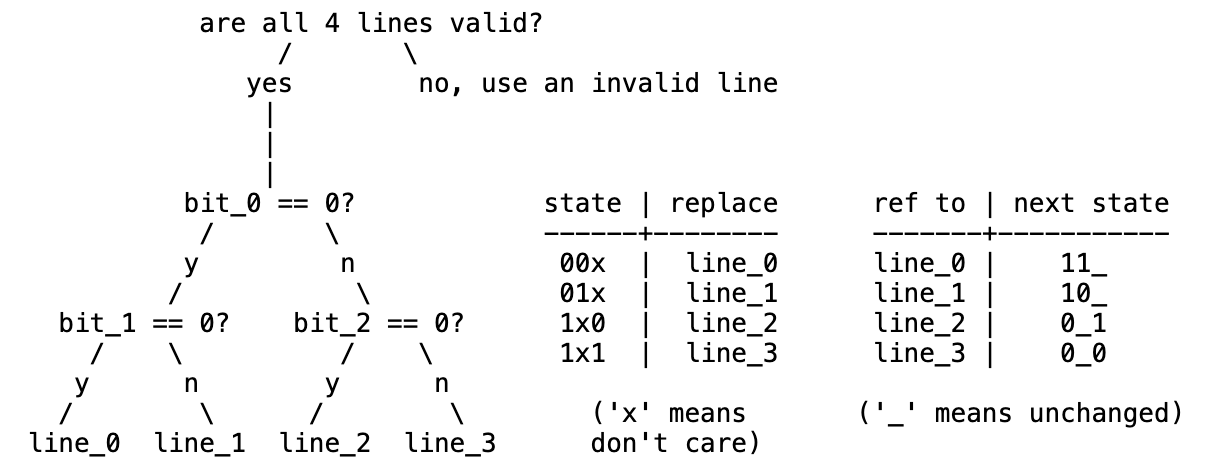 are all 4 lines valid?
/ \
yes no, use an invalid line
|
|
|
bit_0 == 0? state | replace ref to | next state
/ \ ------+-------- -------+-----------
y n 00x | line_0 line_0 | 11_
/ \ 01x | line_1 line_1 | 10_
bit_1 == 0? bit_2 == 0? 1x0 | line_2 line_2 | 0_1
/ \ / \ 1x1 | line_3 line_3 | 0_0
y n y n
/ \ / \ ('x' means ('_' means unchanged)
line_0 line_1 line_2 line_3 don't care)